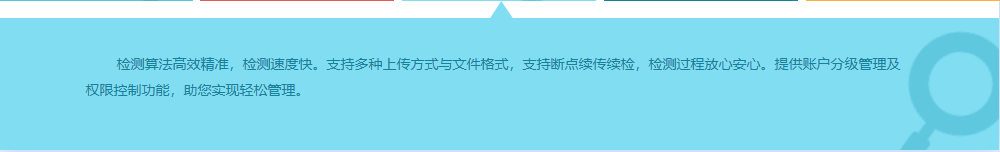 检测算法高效精准，检测速度快。支持多种上传方式与文件格式，支持断点续传续检，检测过程放心安心。提供账户分级管理及
权限控制功能，助您实现轻松管理。